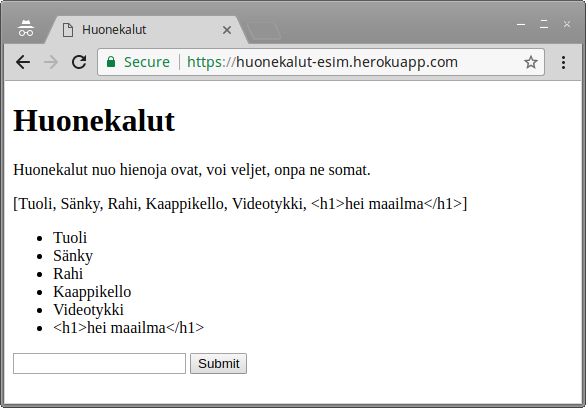 Huonekalut
Secure https://huonekalut-esim.herokuapp.com
Huonekalut
Huonekalut nuo hienoja ovat, voi veljet, onpa ne somat.
[Tuoli, Sänky, Rahi, Kaappikello, Videotykki, <h1>hei maailma</h1>]
Tuoli
Sänky
Rahi
Kaappikello
Videotykki
<h1>hei maailma</h1>
Submit